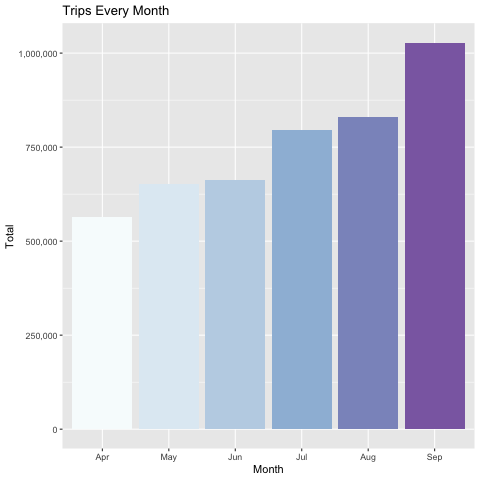 Trips Every Month
1,000,000
750,000
500,000
250,000
0
Total
Apr May Jun Jul Aug Sep
Month